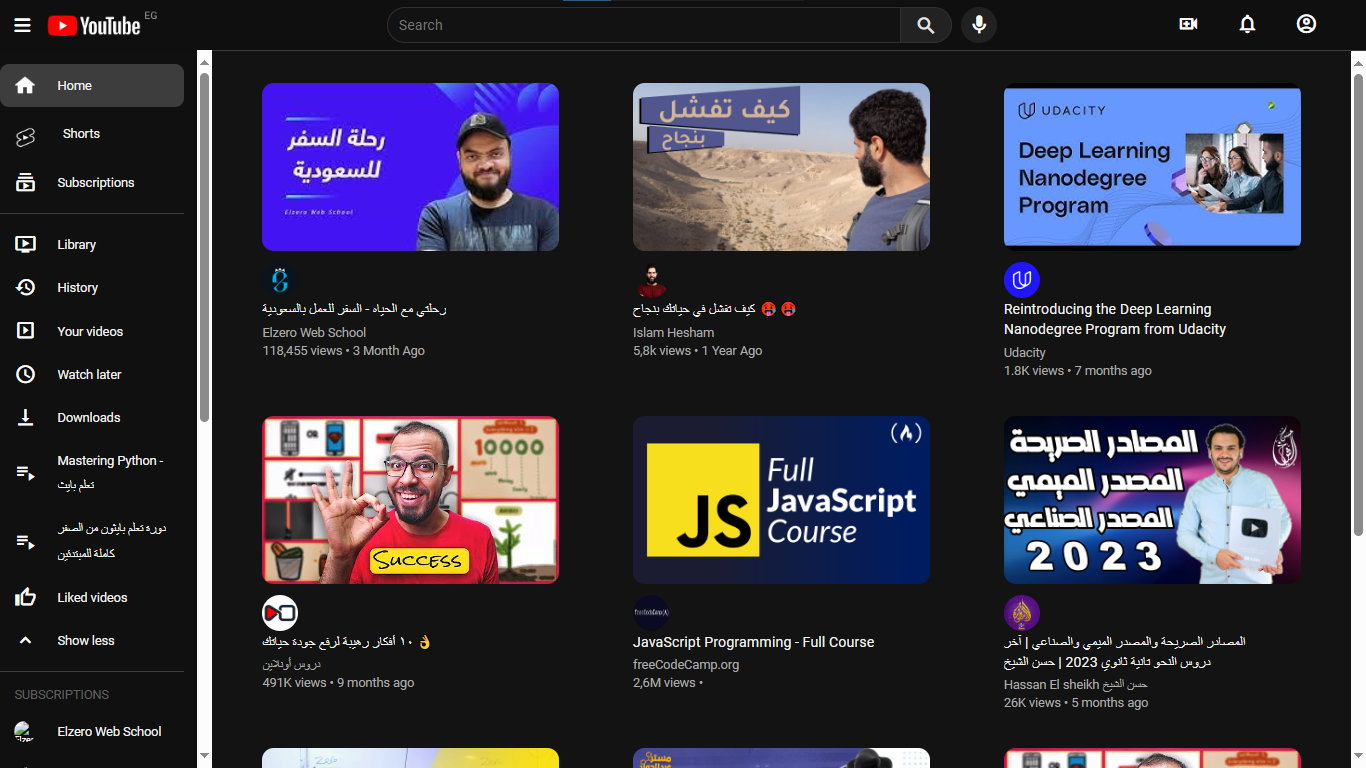 YouTube EG
Search
Home
Shorts
Subscriptions
Library
History
Your videos
Watch later
Downloads
Mastering Python -
تعلم بايث
دورة تعلم بايثون من الصفر
كاملة للمبتدئين
Liked videos
Show less
SUBSCRIPTIONS
Elzero Web School
رحلة السفر
للسعودية
Elzero Web School
رحلتي مع الحياه - السفر للعمل بالسعودية
Elzero Web School
118,455 views • 3 Month Ago
كيف تفشل
بنجاح
كيف تفشل في حياتك بنجاح 🥵 🥵
Islam Hesham
5,8k views • 1 Year Ago
UDACITY
Deep Learning
Nanodegree
Program
Reintroducing the Deep Learning
Nanodegree Program from Udacity
Udacity
1.8K views • 7 months ago
OR
10000
SUCCESS
١٠ أفكار رهيبة لرفع جودة حياتك 👌
دروس أونلاين
491K views • 9 months ago
JS
Full
JavaScript
Course
JavaScript Programming - Full Course
freeCodeCamp.org
2,6M views •
المصادر الصريحة
المصدر الميمي
المصدر الصناعي
2023
المصادر الصريحة والمصدر الميمي والصناعي | آخر
دروس النحو تانية ثانوي 2023 | حسن الشيخ
Hassan El sheikh حسن الشيخ
26K views • 5 months ago